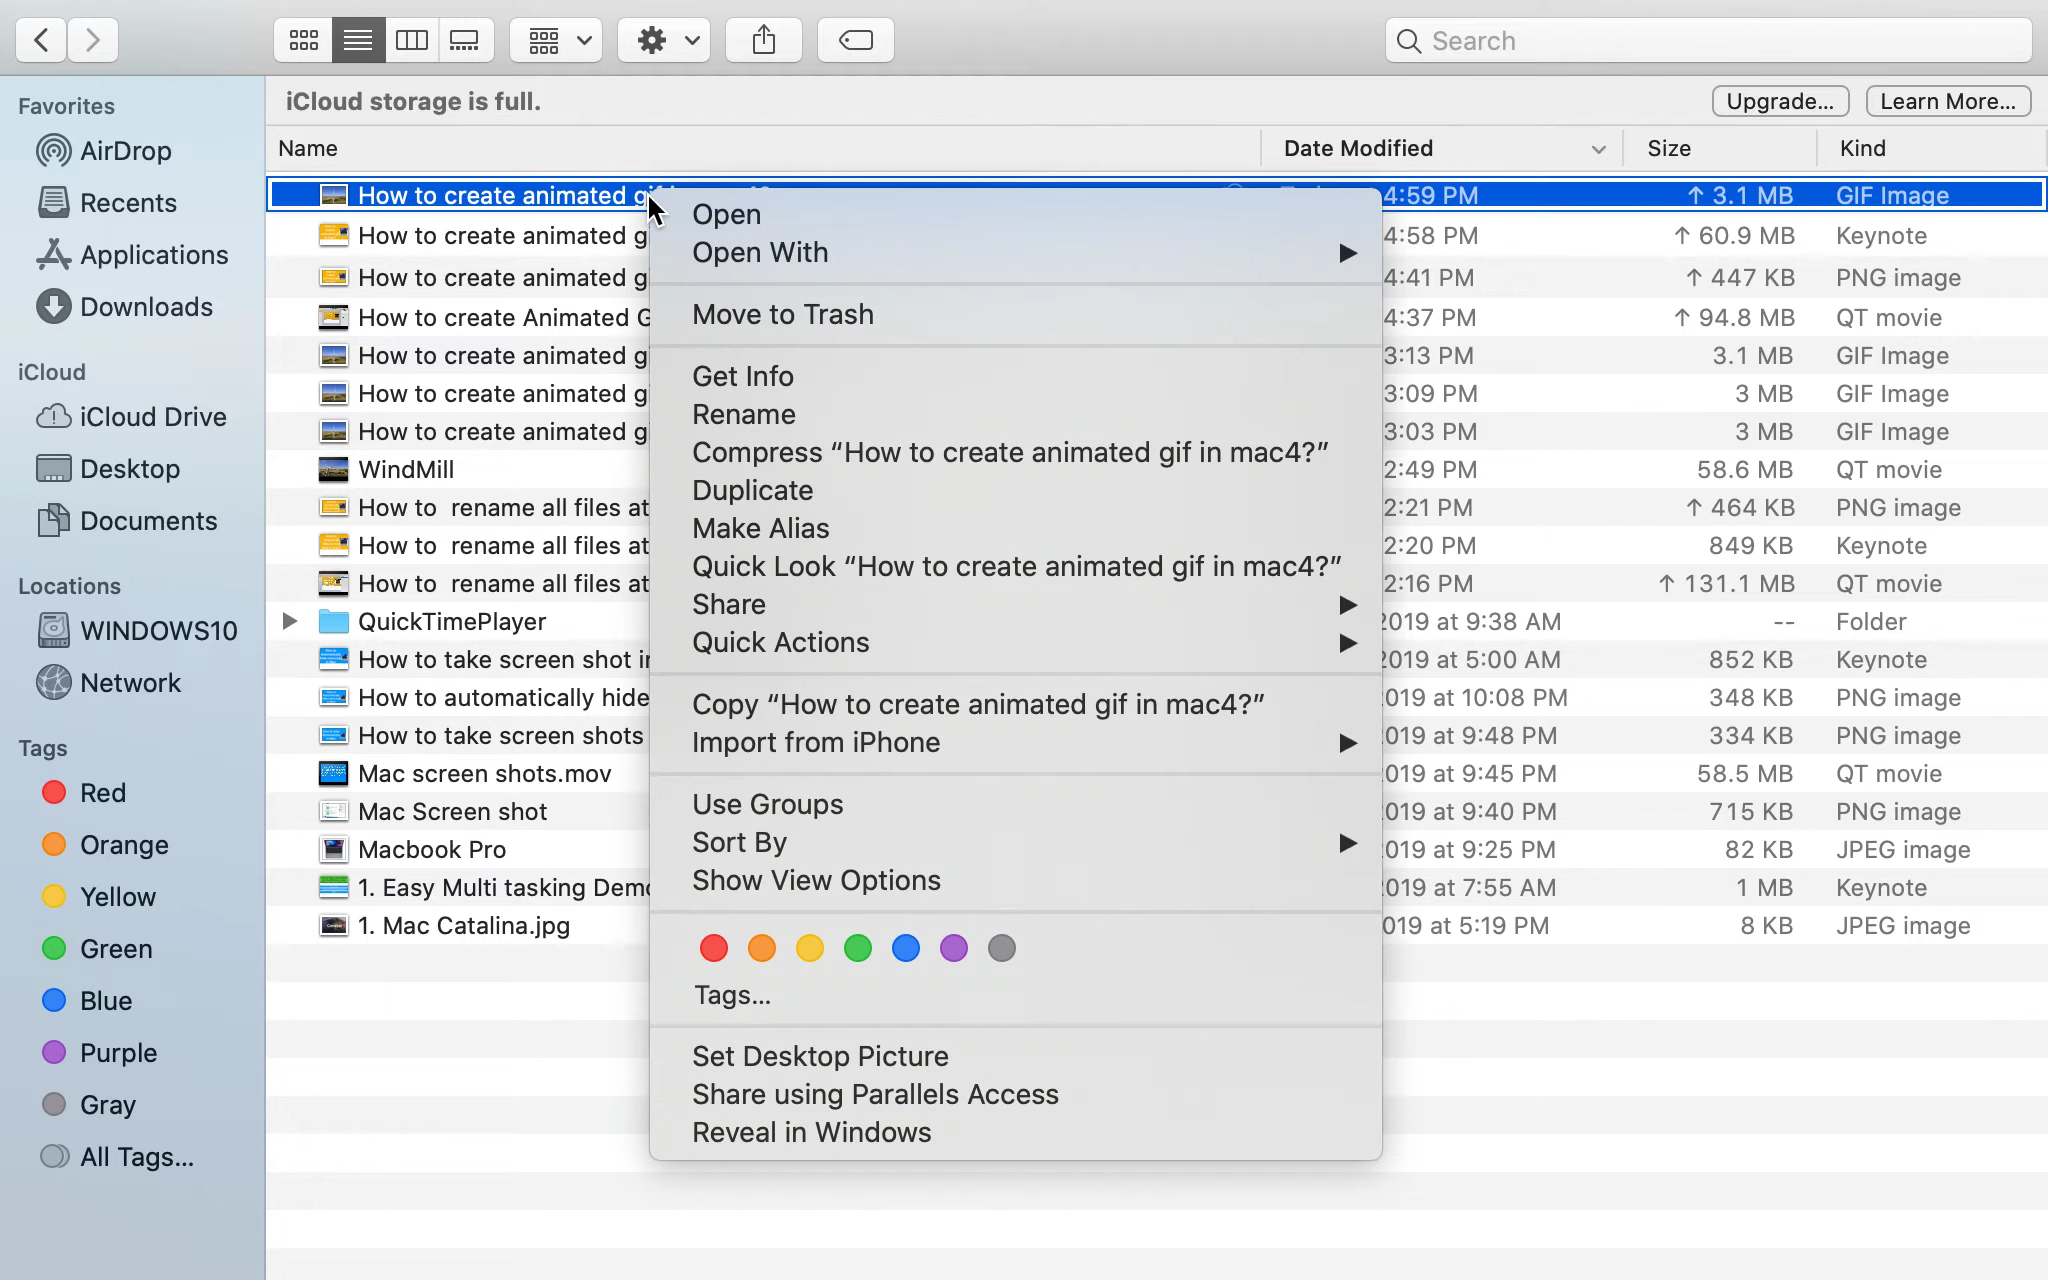 Search
Favorites
AirDrop
Recents
Applications
Downloads
iCloud
iCloud Drive
Desktop
Documents
Locations
WINDOWS10
Network
Tags
Red
Orange
Yellow
Green
Blue
Purple
Gray
All Tags...
iCloud storage is full. Upgrade... Learn More...
Name Date Modified Size Kind
How to create animated 4:59 PM ↑ 3.1 MB GIF Image
How to create animated 4:58 PM ↑ 60.9 MB Keynote
How to create animated 4:41 PM ↑ 447 KB PNG image
How to create Animated 4:37 PM ↑ 94.8 MB QT movie
How to create animated 3:13 PM 3.1 MB GIF Image
How to create animated 3:09 PM 3 MB GIF Image
How to create animated 3:03 PM 3 MB GIF Image
WindMill 2:49 PM 58.6 MB QT movie
How to rename all files at 2:21 PM ↑ 464 KB PNG image
How to rename all files at 2:20 PM 849 KB Keynote
How to rename all files at 2:16 PM ↑ 131.1 MB QT movie
QuickTimePlayer 2019 at 9:38 AM -- Folder
How to take screen shot 2019 at 5:00 AM 852 KB Keynote
How to automatically hide 019 at 10:08 PM 348 KB PNG image
How to take screen shots 019 at 9:48 PM 334 KB PNG image
Mac screen shots.mov 019 at 9:45 PM 58.5 MB QT movie
Mac Screen shot 019 at 9:40 PM 715 KB PNG image
Macbook Pro 019 at 9:25 PM 82 KB JPEG image
1. Easy Multi tasking Demo 019 at 7:55 AM 1 MB Keynote
1. Mac Catalina.jpg 019 at 5:19 PM 8 KB JPEG image
Open
Open With
Move to Trash
Get Info
Rename
Compress “How to create animated gif in mac4?”
Duplicate
Make Alias
Quick Look “How to create animated gif in mac4?”
Share
Quick Actions
Copy “How to create animated gif in mac4?”
Import from iPhone
Use Groups
Sort By
Show View Options
Tags...
Set Desktop Picture
Share using Parallels Access
Reveal in Windows